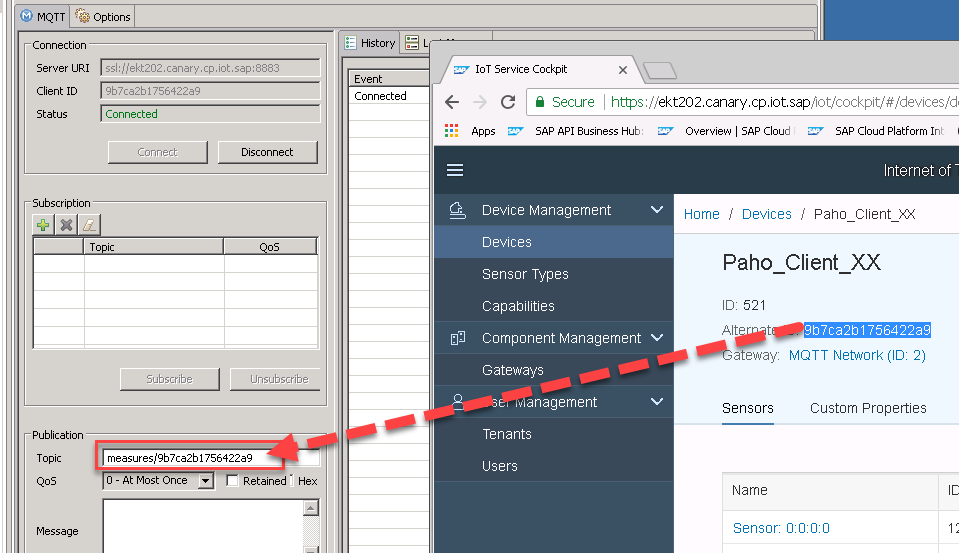 MQTT Options
Connection
Server URI ssl://ekt202.canary.cp.iot.sap:8883
Client ID 9b7ca2b1756422a9
Status Connected
Connect Disconnect
Subscription
Topic QoS
Subscribe Unsubscribe
Publication
Topic measures/9b7ca2b1756422a9
QoS 0 - At Most Once Retained Hex
Message
History
Event
Connected
IoT Service Cockpit
Secure https://ekt202.canary.cp.iot.sap/iot/cockpit/#/devices/de
Apps SAP API Business Hub: Overview | SAP Cloud SAP Cloud Platform Int
Internet of T
Device Management
Devices
Sensor Types
Capabilities
Component Management
Gateways
User Management
Tenants
Users
Home / Devices / Paho_Client_XX
Paho_Client_XX
ID: 521
Alternate 9b7ca2b1756422a9
Gateway: MQTT Network (ID: 2)
Sensors Custom Properties
Name ID
Sensor: 0:0:0:0 12